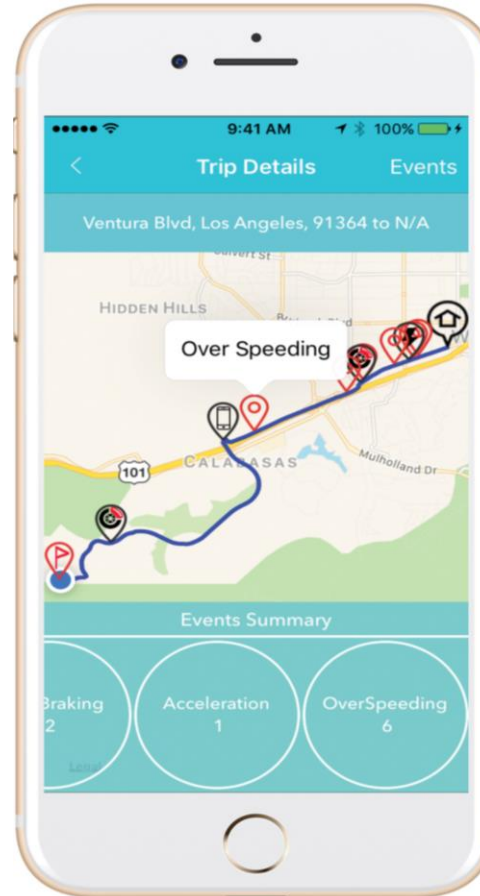 9:41 AM
100%
Trip Details
Events
Ventura Blvd, Los Angeles, 91364 to N/A
HIDDEN HILLS
Over Speeding
CALABASAS
101
Mulholland Dr
Events Summary
Braking
2
Acceleration
1
OverSpeeding
6
Legal